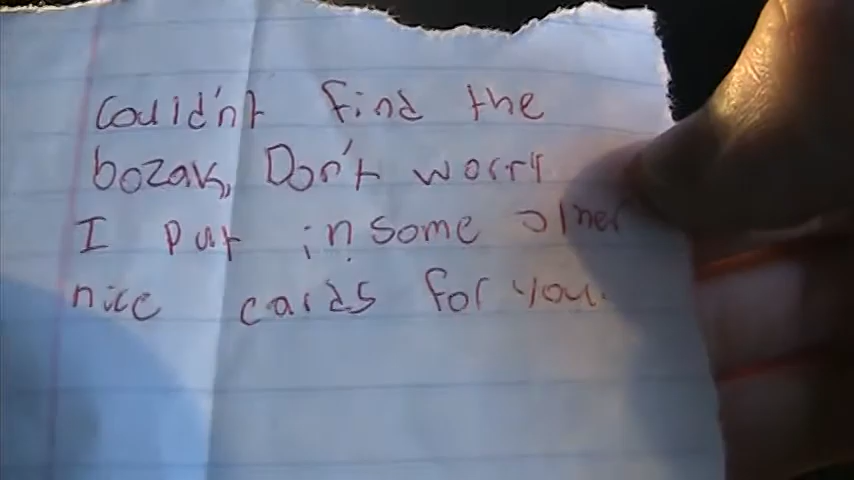 Couldn't find the
bozak, Don't worry
I put in some other
nice cards for you.